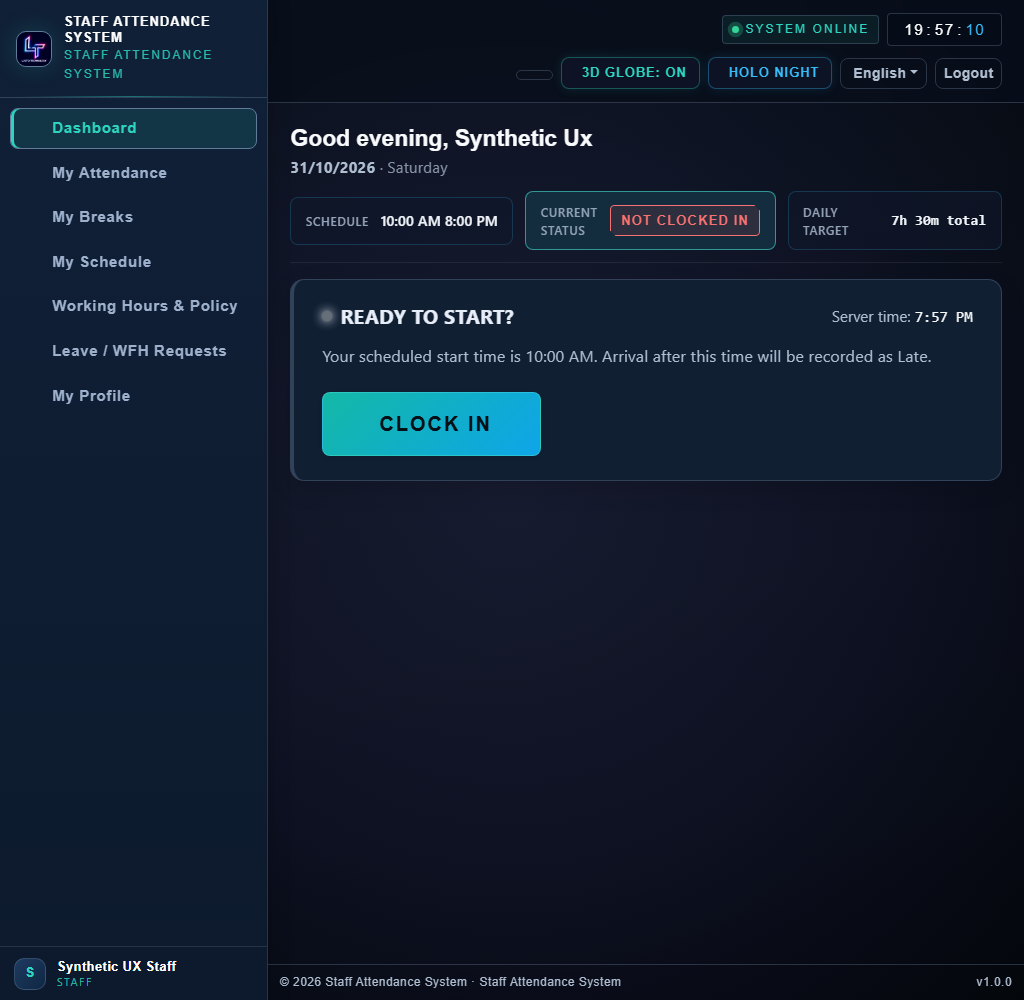 STAFF ATTENDANCE
SYSTEM
STAFF ATTENDANCE
SYSTEM
SYSTEM ONLINE
19:57:10
3D GLOBE: ON
HOLO NIGHT
English
Logout
Dashboard
My Attendance
My Breaks
My Schedule
Working Hours & Policy
Leave / WFH Requests
My Profile
Good evening, Synthetic Ux
31/10/2026 · Saturday
SCHEDULE 10:00 AM 8:00 PM
CURRENT
STATUS
NOT CLOCKED IN
DAILY
TARGET
7h 30m total
READY TO START?
Server time: 7:57 PM
Your scheduled start time is 10:00 AM. Arrival after this time will be recorded as Late.
CLOCK IN
S
Synthetic UX Staff
STAFF
© 2026 Staff Attendance System · Staff Attendance System
v1.0.0